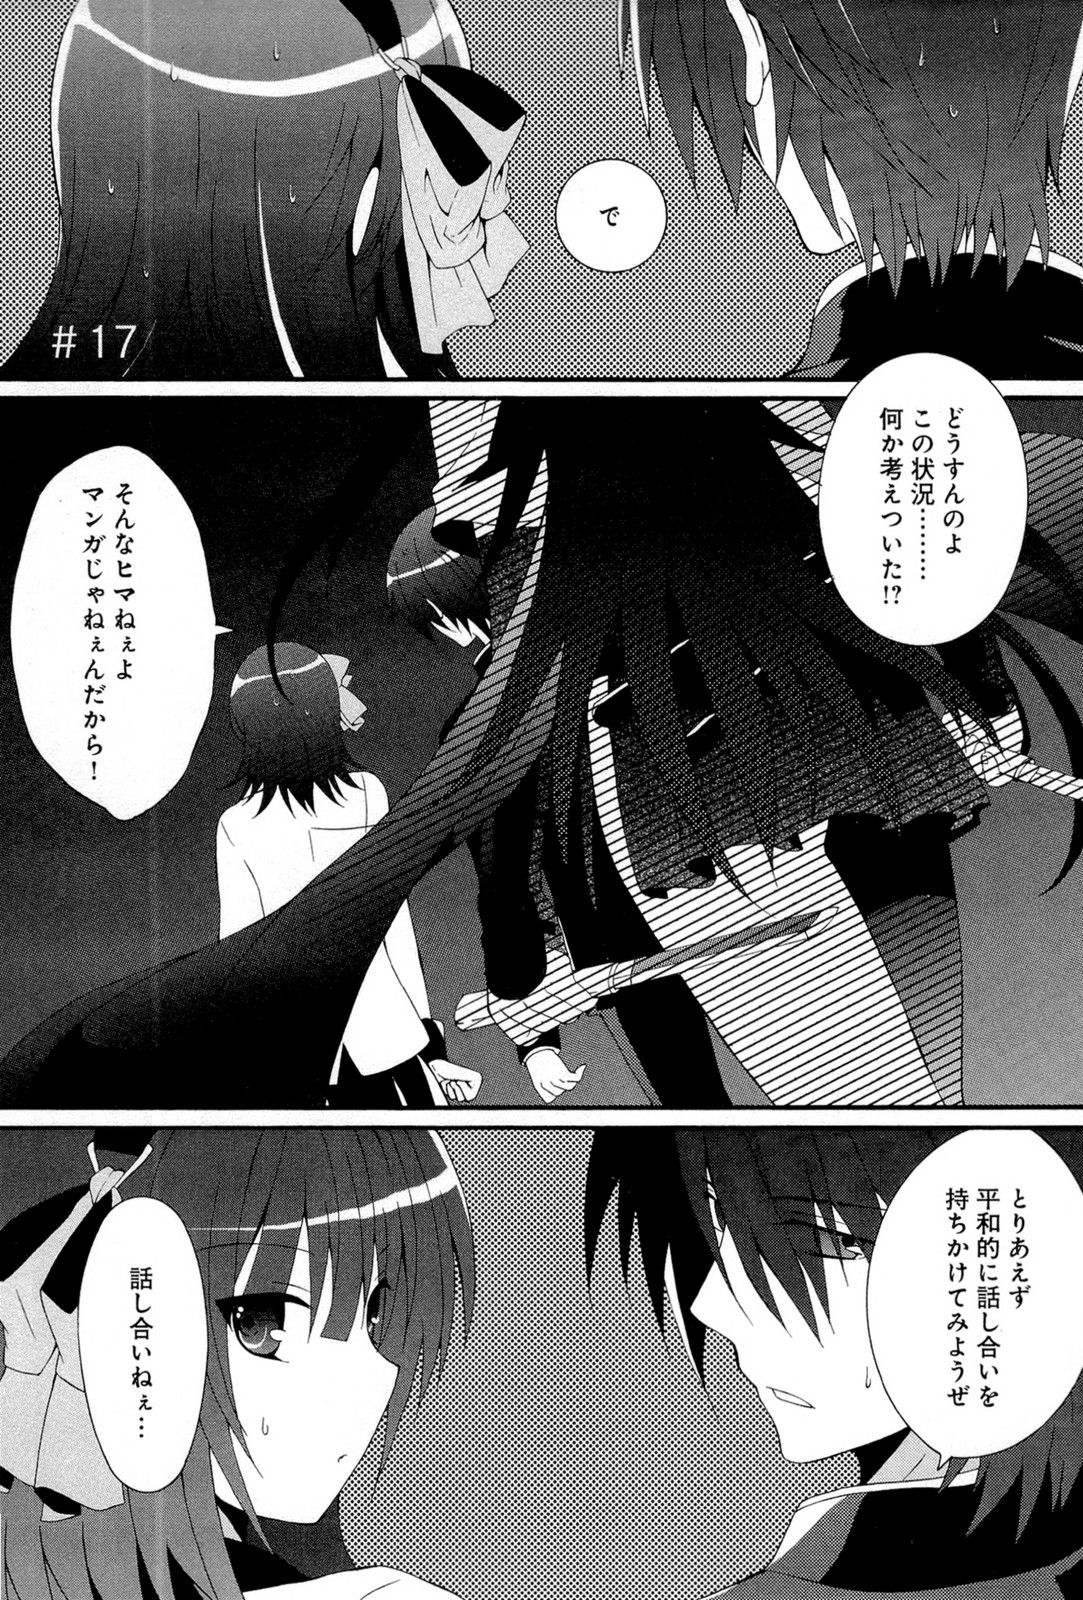 で
#17
どうすんのよ
この状況………
何か考えついた!?
そんなヒマねぇよ
マンガじゃねぇんだから!
とりあえず
平和的に話し合いを
持ちかけてみようぜ
話し合いねぇ…